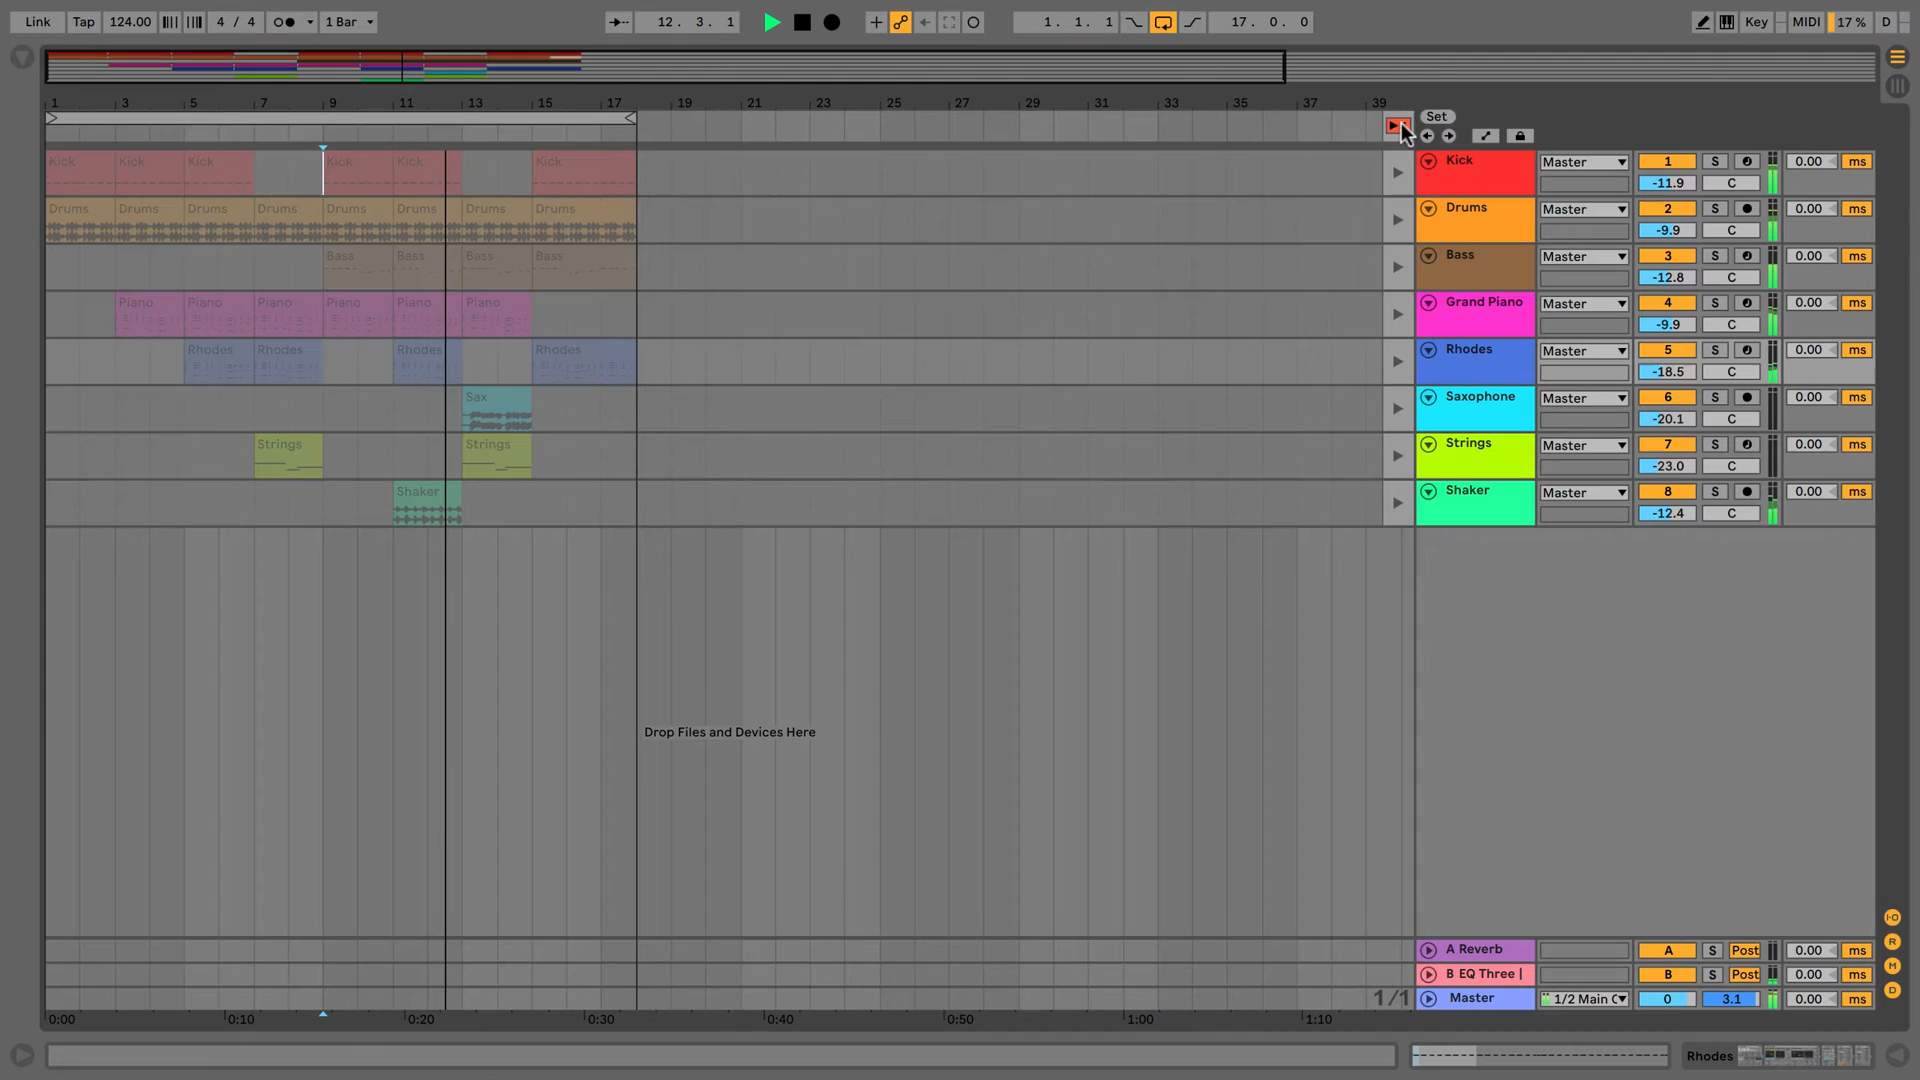 Link Tap 124.00 4 / 4 1 Bar 12 . 3 . 1 1 . 1 . 1 17 . 0 . 0 Key MIDI 17 % D
1 3 5 7 9 11 13 15 17 19 21 23 25 27 29 31 33 35 37 39
Set
Kick Kick Kick Kick Kick Kick Kick Master 1 S 0.00 ms
-11.9 C
Drums Drums Drums Drums Drums Drums Drums Drums Drums Master 2 S 0.00 ms
-9.9 C
Bass Bass Bass Bass Bass Master 3 S 0.00 ms
-12.8 C
Piano Piano Piano Piano Piano Piano Grand Piano Master 4 S 0.00 ms
-9.9 C
Rhodes Rhodes Rhodes Rhodes Rhodes Master 5 S 0.00 ms
-18.5 C
Sax Saxophone Master 6 S 0.00 ms
-20.1 C
Strings Strings Strings Master 7 S 0.00 ms
-23.0 C
Shaker Shaker Master 8 S 0.00 ms
-12.4 C
Drop Files and Devices Here
I-O
R
M
D
A Reverb A S Post 0.00 ms
B EQ Three | B S Post 0.00 ms
1/1 Master 1/2 Main 0 3.1 0.00 ms
0:00 0:10 0:20 0:30 0:40 0:50 1:00 1:10
Rhodes